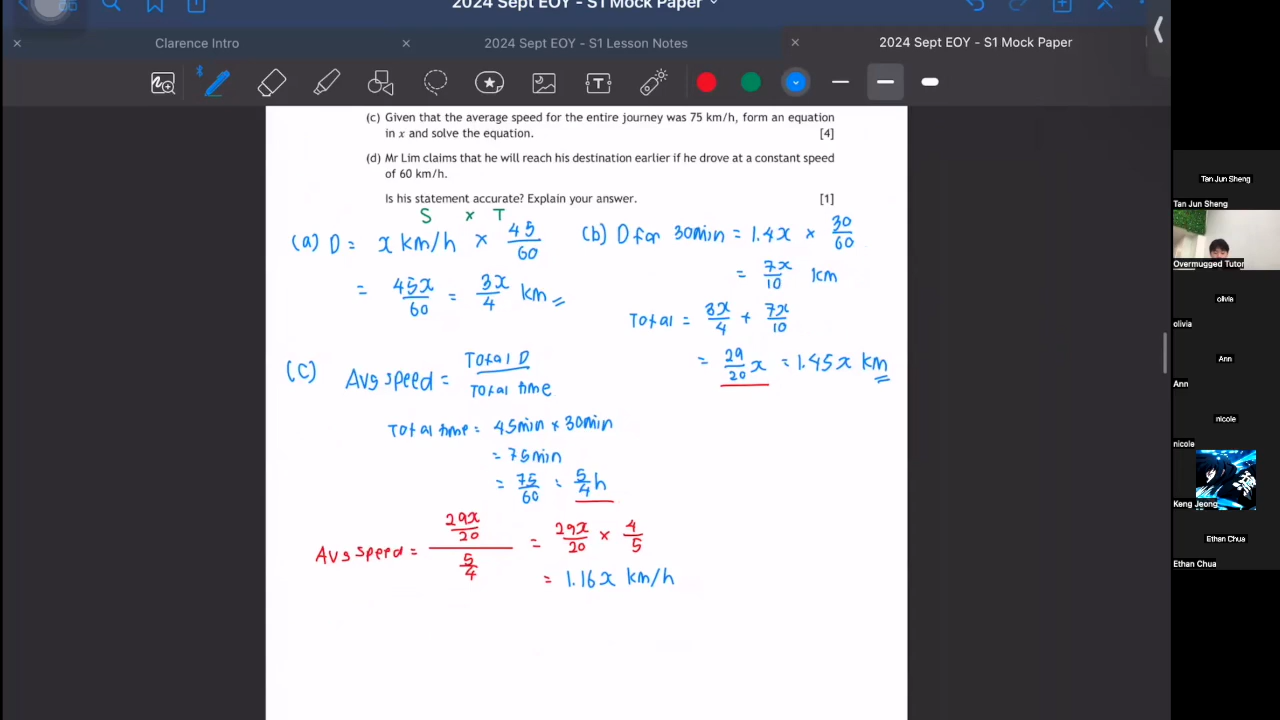 2024 Sept EOY - S1 Mock Paper
Clarence Intro
2024 Sept EOY - S1 Lesson Notes
2024 Sept EOY - S1 Mock Paper
(c) Given that the average speed for the entire journey was 75 km/h, form an equation
in x and solve the equation. [4]
(d) Mr Lim claims that he will reach his destination earlier if he drove at a constant speed
of 60 km/h.
Is his statement accurate? Explain your answer. [1]
S × T
(a) D = x km/h × 45/60
= 45x/60 = 3x/4 km
(b) D for 30min = 1.4x × 30/60
= 7x/10 km
Total = 3x/4 + 7x/10
= 29/20 x = 1.45x km
(C) Avg speed = Total D / Total time
Total time = 45min + 30min
= 75min
= 75/60 = 5/4 h
Avg speed = 29x/20 / 5/4 = 29x/20 × 4/5
= 1.16x km/h
Tan Jun Sheng
Tan Jun Sheng
Overmugged Tutor
olivia
olivia
Ann
Ann
nicole
nicole
Keng Jeong
Ethan Chua
Ethan Chua